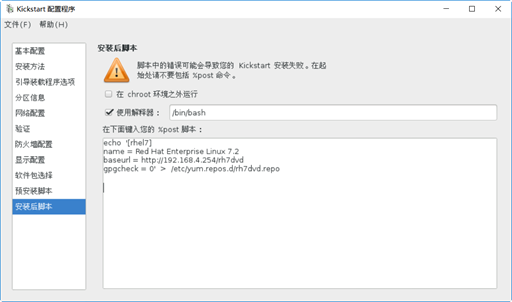 Kickstart 配置程序
文件(F) 帮助(H)
基本配置
安装方法
引导装载程序选项
分区信息
网络配置
验证
防火墙配置
显示配置
软件包选择
预安装脚本
安装后脚本
安装后脚本
脚本中的错误可能会导致您的 Kickstart 安装失败。在起
始处请不要包括 %post 命令。
在 chroot 环境之外运行
使用解释器： /bin/bash
在下面键入您的 %post 脚本：
echo '[rhel7]
name = Red Hat Enterprise Linux 7.2
baseurl = http://192.168.4.254/rh7dvd
gpgcheck = 0' > /etc/yum.repos.d/rh7dvd.repo